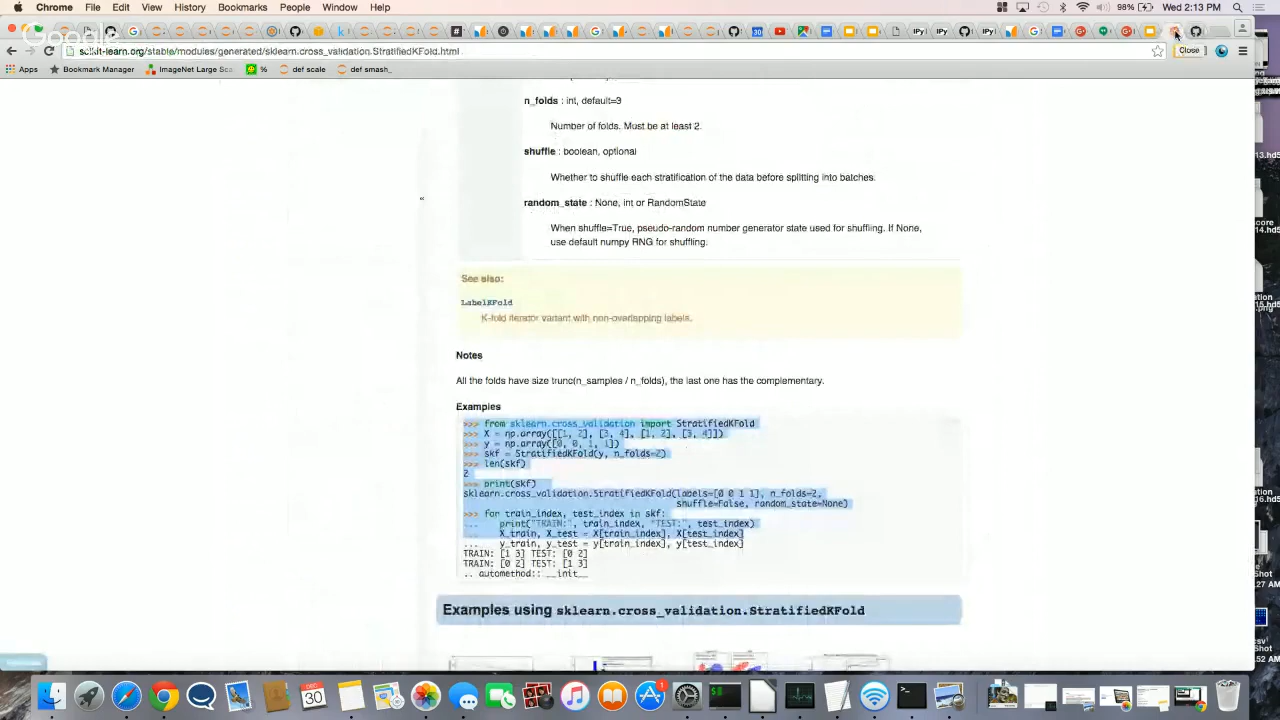 Chrome File Edit View History Bookmarks People Window Help
98% Wed 2:13 PM
scikit-learn.org/stable/modules/generated/sklearn.cross_validation.StratifiedKFold.html
Close
Apps Bookmark Manager ImageNet Large Sca % def scale def smash_
n_folds : int, default=3
Number of folds. Must be at least 2.
shuffle : boolean, optional
Whether to shuffle each stratification of the data before splitting into batches.
random_state : None, int or RandomState
When shuffle=True, pseudo-random number generator state used for shuffling. If None,
use default numpy RNG for shuffling.
«
See also:
LabelKFold
K-fold iterator variant with non-overlapping labels.
Notes
All the folds have size trunc(n_samples / n_folds), the last one has the complementary.
Examples
>>> from sklearn.cross_validation import StratifiedKFold
>>> X = np.array([[1, 2], [3, 4], [1, 2], [3, 4]])
>>> y = np.array([0, 0, 1, 1])
>>> skf = StratifiedKFold(y, n_folds=2)
>>> len(skf)
2
>>> print(skf)
sklearn.cross_validation.StratifiedKFold(labels=[0 0 1 1], n_folds=2,
shuffle=False, random_state=None)
>>> for train_index, test_index in skf:
... print("TRAIN:", train_index, "TEST:", test_index)
... X_train, X_test = X[train_index], X[test_index]
... y_train, y_test = y[train_index], y[test_index]
TRAIN: [1 3] TEST: [0 2]
TRAIN: [0 2] TEST: [1 3]
.. automethod:: __init__
Examples using sklearn.cross_validation.StratifiedKFold